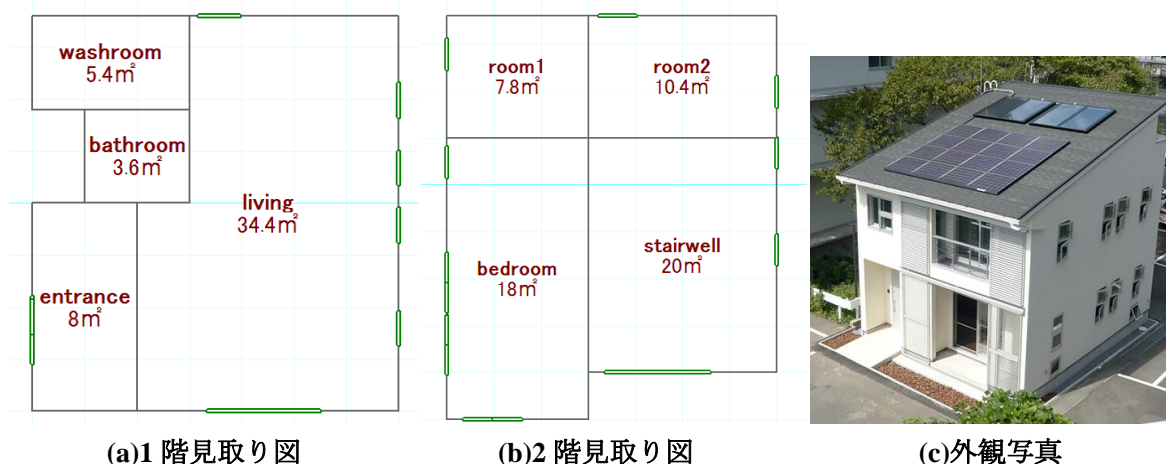 washroom
5.4㎡
bathroom
3.6㎡
living
34.4㎡
entrance
8㎡
room1
7.8㎡
room2
10.4㎡
stairwell
20㎡
bedroom
18㎡
(a)1 階見取り図
(b)2 階見取り図
(c)外観写真